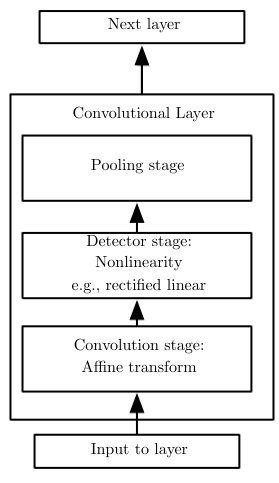 Next layer
Convolutional Layer
Pooling stage
Detector stage:
Nonlinearity
e.g., rectified linear
Convolution stage:
Affine transform
Input to layer